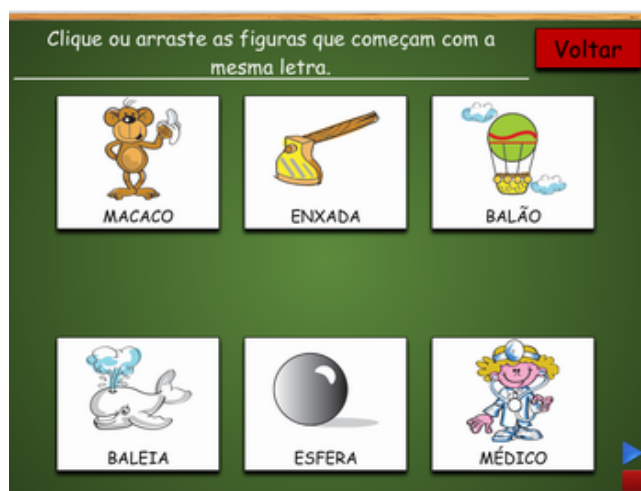 Clique ou arraste as figuras que começam com a
mesma letra.
Voltar
MACACO
ENXADA
BALÃO
BALEIA
ESFERA
MÉDICO